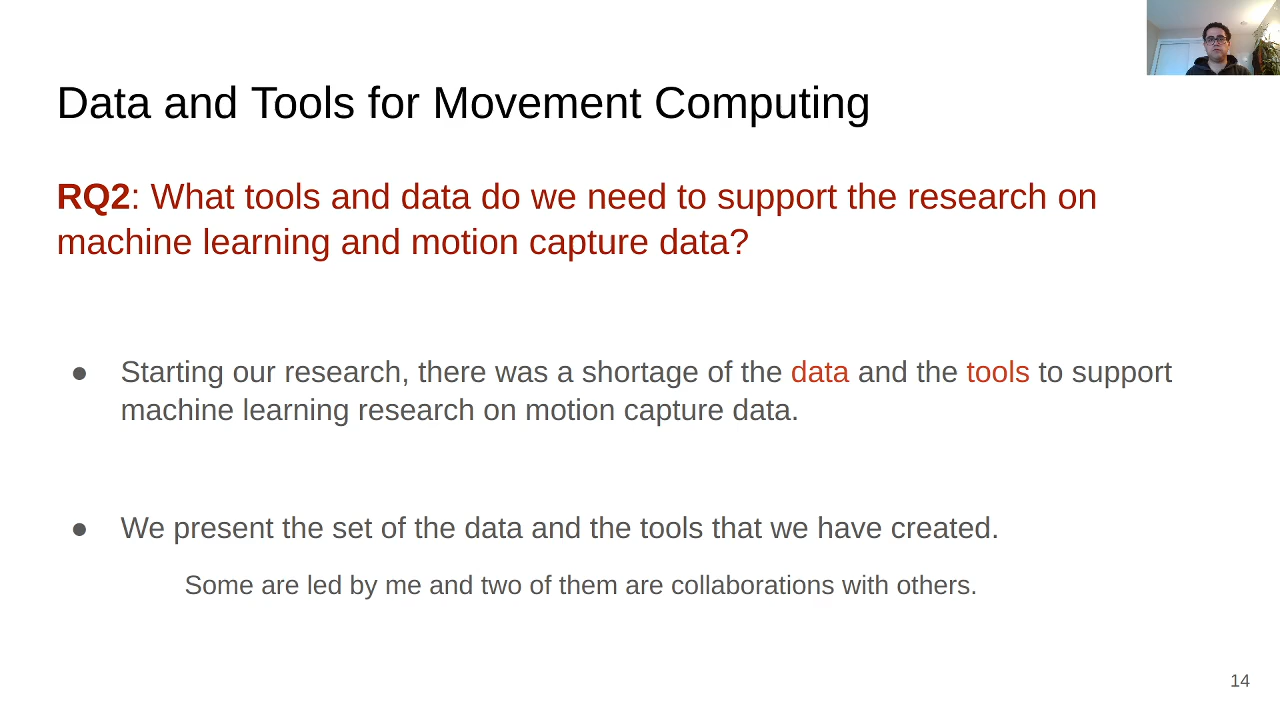 Data and Tools for Movement Computing
RQ2: What tools and data do we need to support the research on
machine learning and motion capture data?
● Starting our research, there was a shortage of the data and the tools to support
machine learning research on motion capture data.
● We present the set of the data and the tools that we have created.
Some are led by me and two of them are collaborations with others.
14